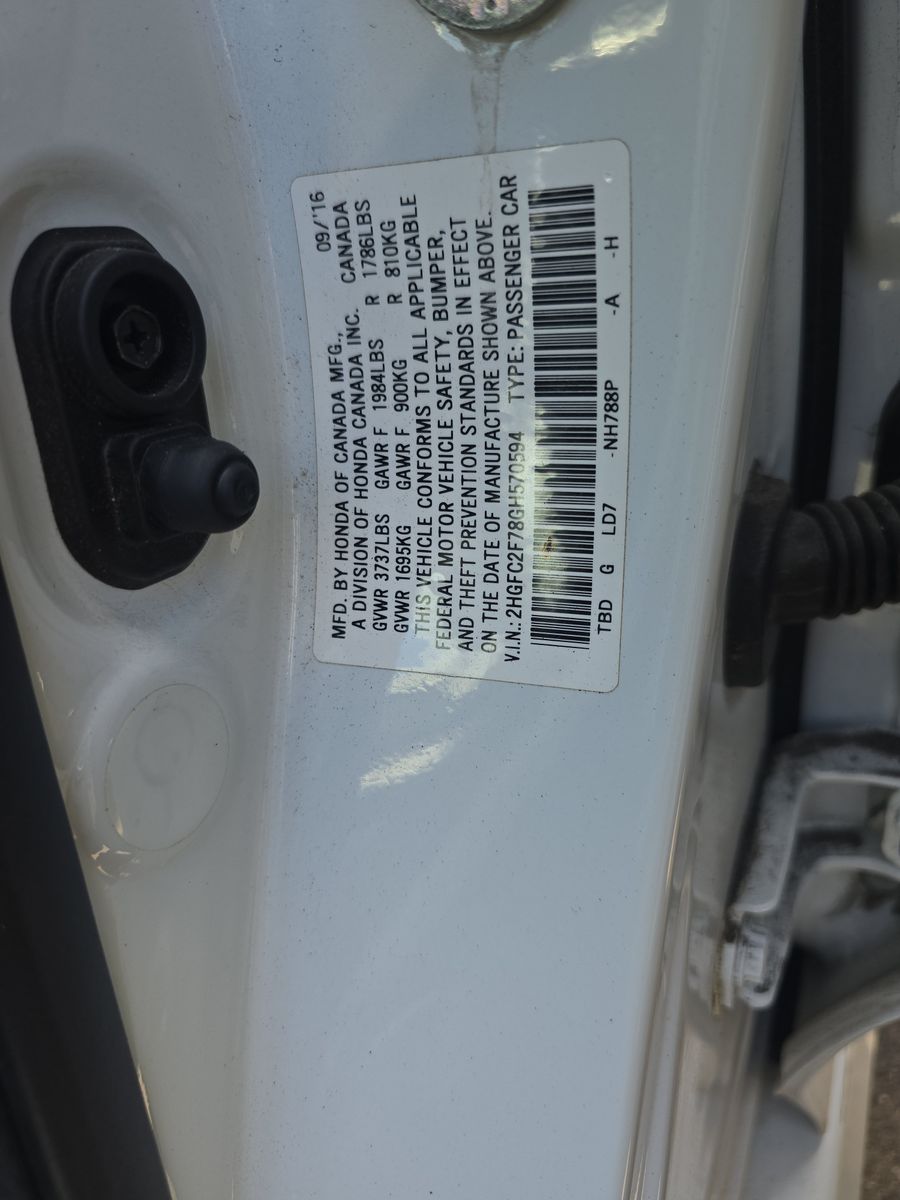 MFD. BY HONDA OF CANADA MFG., 09/'16
A DIVISION OF HONDA CANADA INC. CANADA
GVWR 3737LBS GAWR F 1984LBS R 1786LBS
GVWR 1695KG GAWR F 900KG R 810KG
THIS VEHICLE CONFORMS TO ALL APPLICABLE
FEDERAL MOTOR VEHICLE SAFETY, BUMPER,
AND THEFT PREVENTION STANDARDS IN EFFECT
ON THE DATE OF MANUFACTURE SHOWN ABOVE.
V.I.N.: 2HGFC2F78GH570594 TYPE: PASSENGER CAR
TBD G LD7 -NH788P -A -H